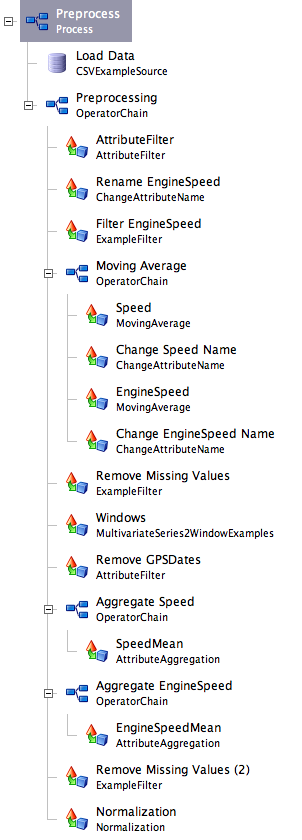 Preprocess
Process
Load Data
CSVExampleSource
Preprocessing
OperatorChain
AttributeFilter
AttributeFilter
Rename EngineSpeed
ChangeAttributeName
Filter EngineSpeed
ExampleFilter
Moving Average
OperatorChain
Speed
MovingAverage
Change Speed Name
ChangeAttributeName
EngineSpeed
MovingAverage
Change EngineSpeed Name
ChangeAttributeName
Remove Missing Values
ExampleFilter
Windows
MultivariateSeries2WindowExamples
Remove GPSDates
AttributeFilter
Aggregate Speed
OperatorChain
SpeedMean
AttributeAggregation
Aggregate EngineSpeed
OperatorChain
EngineSpeedMean
AttributeAggregation
Remove Missing Values (2)
ExampleFilter
Normalization
Normalization